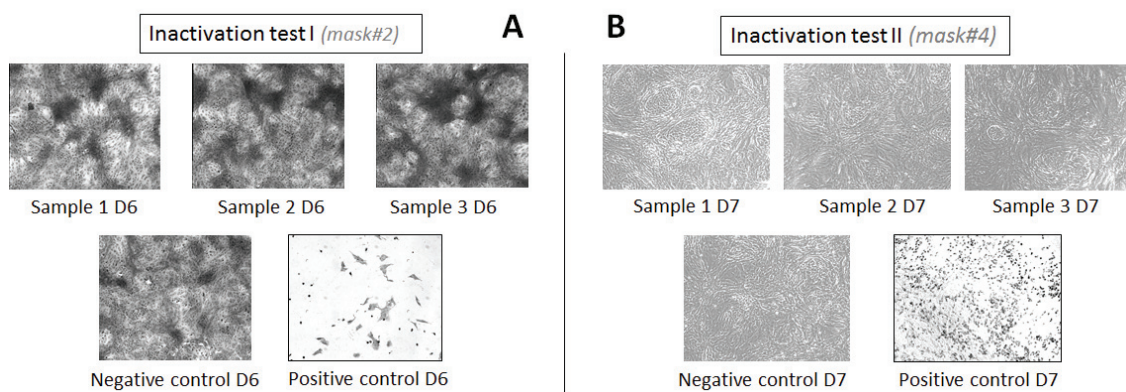 Inactivation test I (mask#2)
A
Sample 1 D6
Sample 2 D6
Sample 3 D6
Negative control D6
Positive control D6
B
Inactivation test II (mask#4)
Sample 1 D7
Sample 2 D7
Sample 3 D7
Negative control D7
Positive control D7